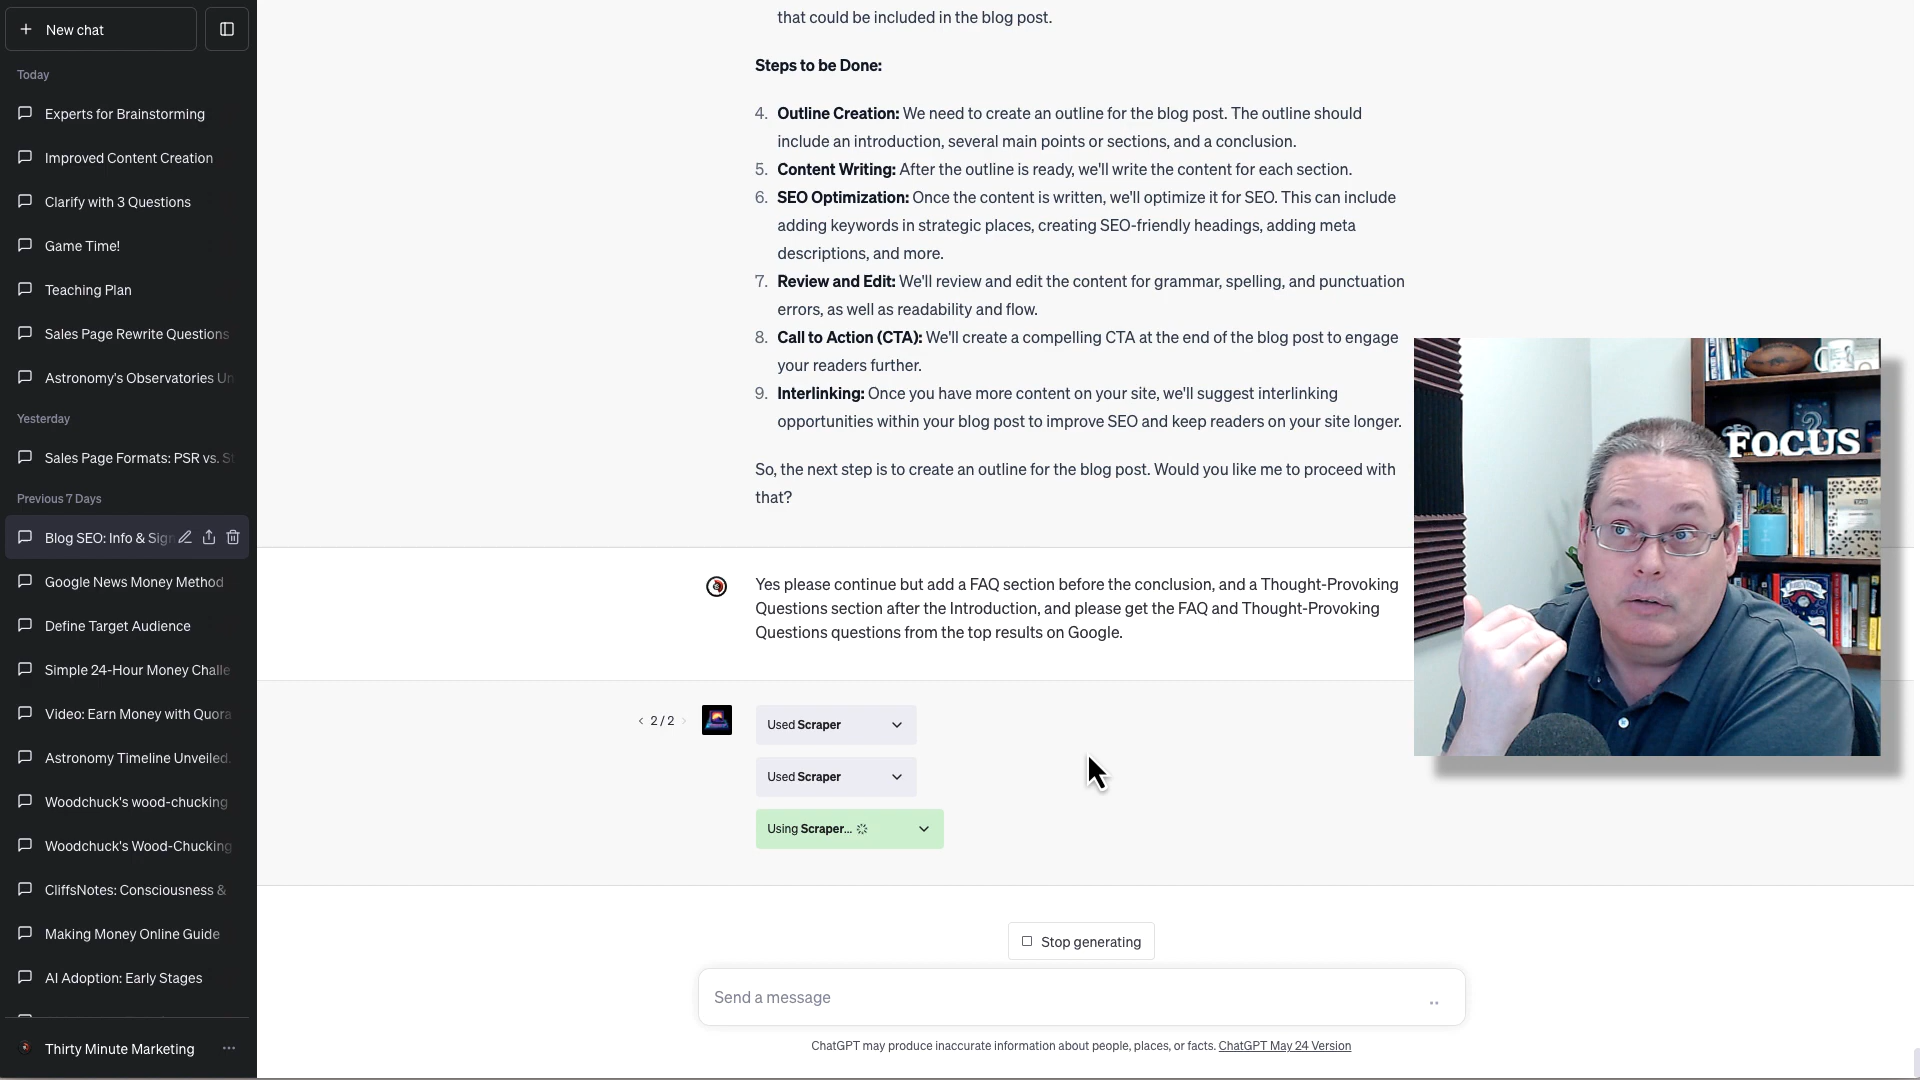 New chat
Today
Experts for Brainstorming
Improved Content Creation
Clarify with 3 Questions
Game Time!
Teaching Plan
Sales Page Rewrite Questions
Astronomy's Observatories Un
Yesterday
Sales Page Formats: PSR vs. St
Previous 7 Days
Blog SEO: Info & Sign
Google News Money Method
Define Target Audience
Simple 24-Hour Money Challe
Video: Earn Money with Quora
Astronomy Timeline Unveiled.
Woodchuck's wood-chucking
Woodchuck's Wood-Chucking
CliffsNotes: Consciousness &
Making Money Online Guide
AI Adoption: Early Stages
Thirty Minute Marketing
that could be included in the blog post.
Steps to be Done:
4. Outline Creation: We need to create an outline for the blog post. The outline should
include an introduction, several main points or sections, and a conclusion.
5. Content Writing: After the outline is ready, we'll write the content for each section.
6. SEO Optimization: Once the content is written, we'll optimize it for SEO. This can include
adding keywords in strategic places, creating SEO-friendly headings, adding meta
descriptions, and more.
7. Review and Edit: We'll review and edit the content for grammar, spelling, and punctuation
errors, as well as readability and flow.
8. Call to Action (CTA): We'll create a compelling CTA at the end of the blog post to engage
your readers further.
9. Interlinking: Once you have more content on your site, we'll suggest interlinking
opportunities within your blog post to improve SEO and keep readers on your site longer.
So, the next step is to create an outline for the blog post. Would you like me to proceed with
that?
Yes please continue but add a FAQ section before the conclusion, and a Thought-Provoking
Questions section after the Introduction, and please get the FAQ and Thought-Provoking
Questions questions from the top results on Google.
< 2 / 2 >
Used Scraper
Used Scraper
Using Scraper...
Stop generating
Send a message
ChatGPT may produce inaccurate information about people, places, or facts. ChatGPT May 24 Version
FOCUS